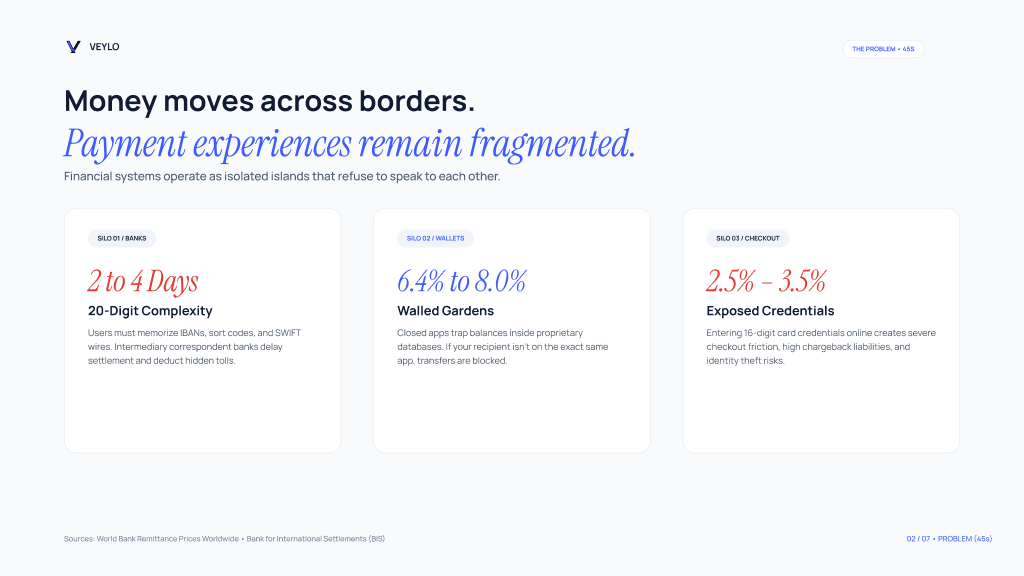 VEYLO
THE PROBLEM • 45S
Money moves across borders.
Payment experiences remain fragmented.
Financial systems operate as isolated islands that refuse to speak to each other.
SILO 01 / BANKS
2 to 4 Days
20-Digit Complexity
Users must memorize IBANs, sort codes, and SWIFT
wires. Intermediary correspondent banks delay
settlement and deduct hidden tolls.
SILO 02 / WALLETS
6.4% to 8.0%
Walled Gardens
Closed apps trap balances inside proprietary
databases. If your recipient isn't on the exact same
app, transfers are blocked.
SILO 03 / CHECKOUT
2.5% – 3.5%
Exposed Credentials
Entering 16-digit card credentials online creates severe
checkout friction, high chargeback liabilities, and
identity theft risks.
Sources: World Bank Remittance Prices Worldwide • Bank for International Settlements (BIS)
02 / 07 • PROBLEM (45s)